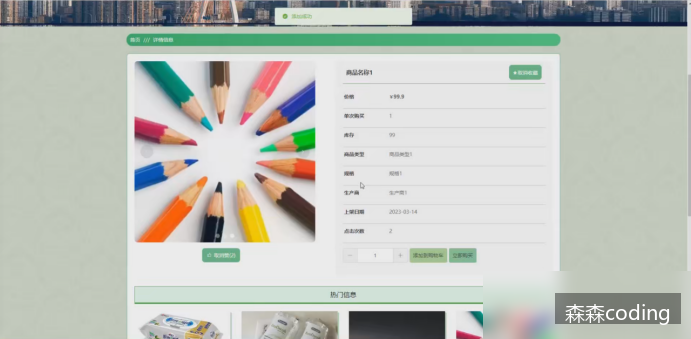 添加成功
首页 /// 详情信息
商品名称1
★取消收藏
价格 ￥99.9
单次购买 1
库存 99
商品类型 商品类型1
规格 规格1
生产商 生产商1
上架日期 2023-03-14
点击次数 2
− 1 + 添加到购物车 立即购买
热门信息
森森coding